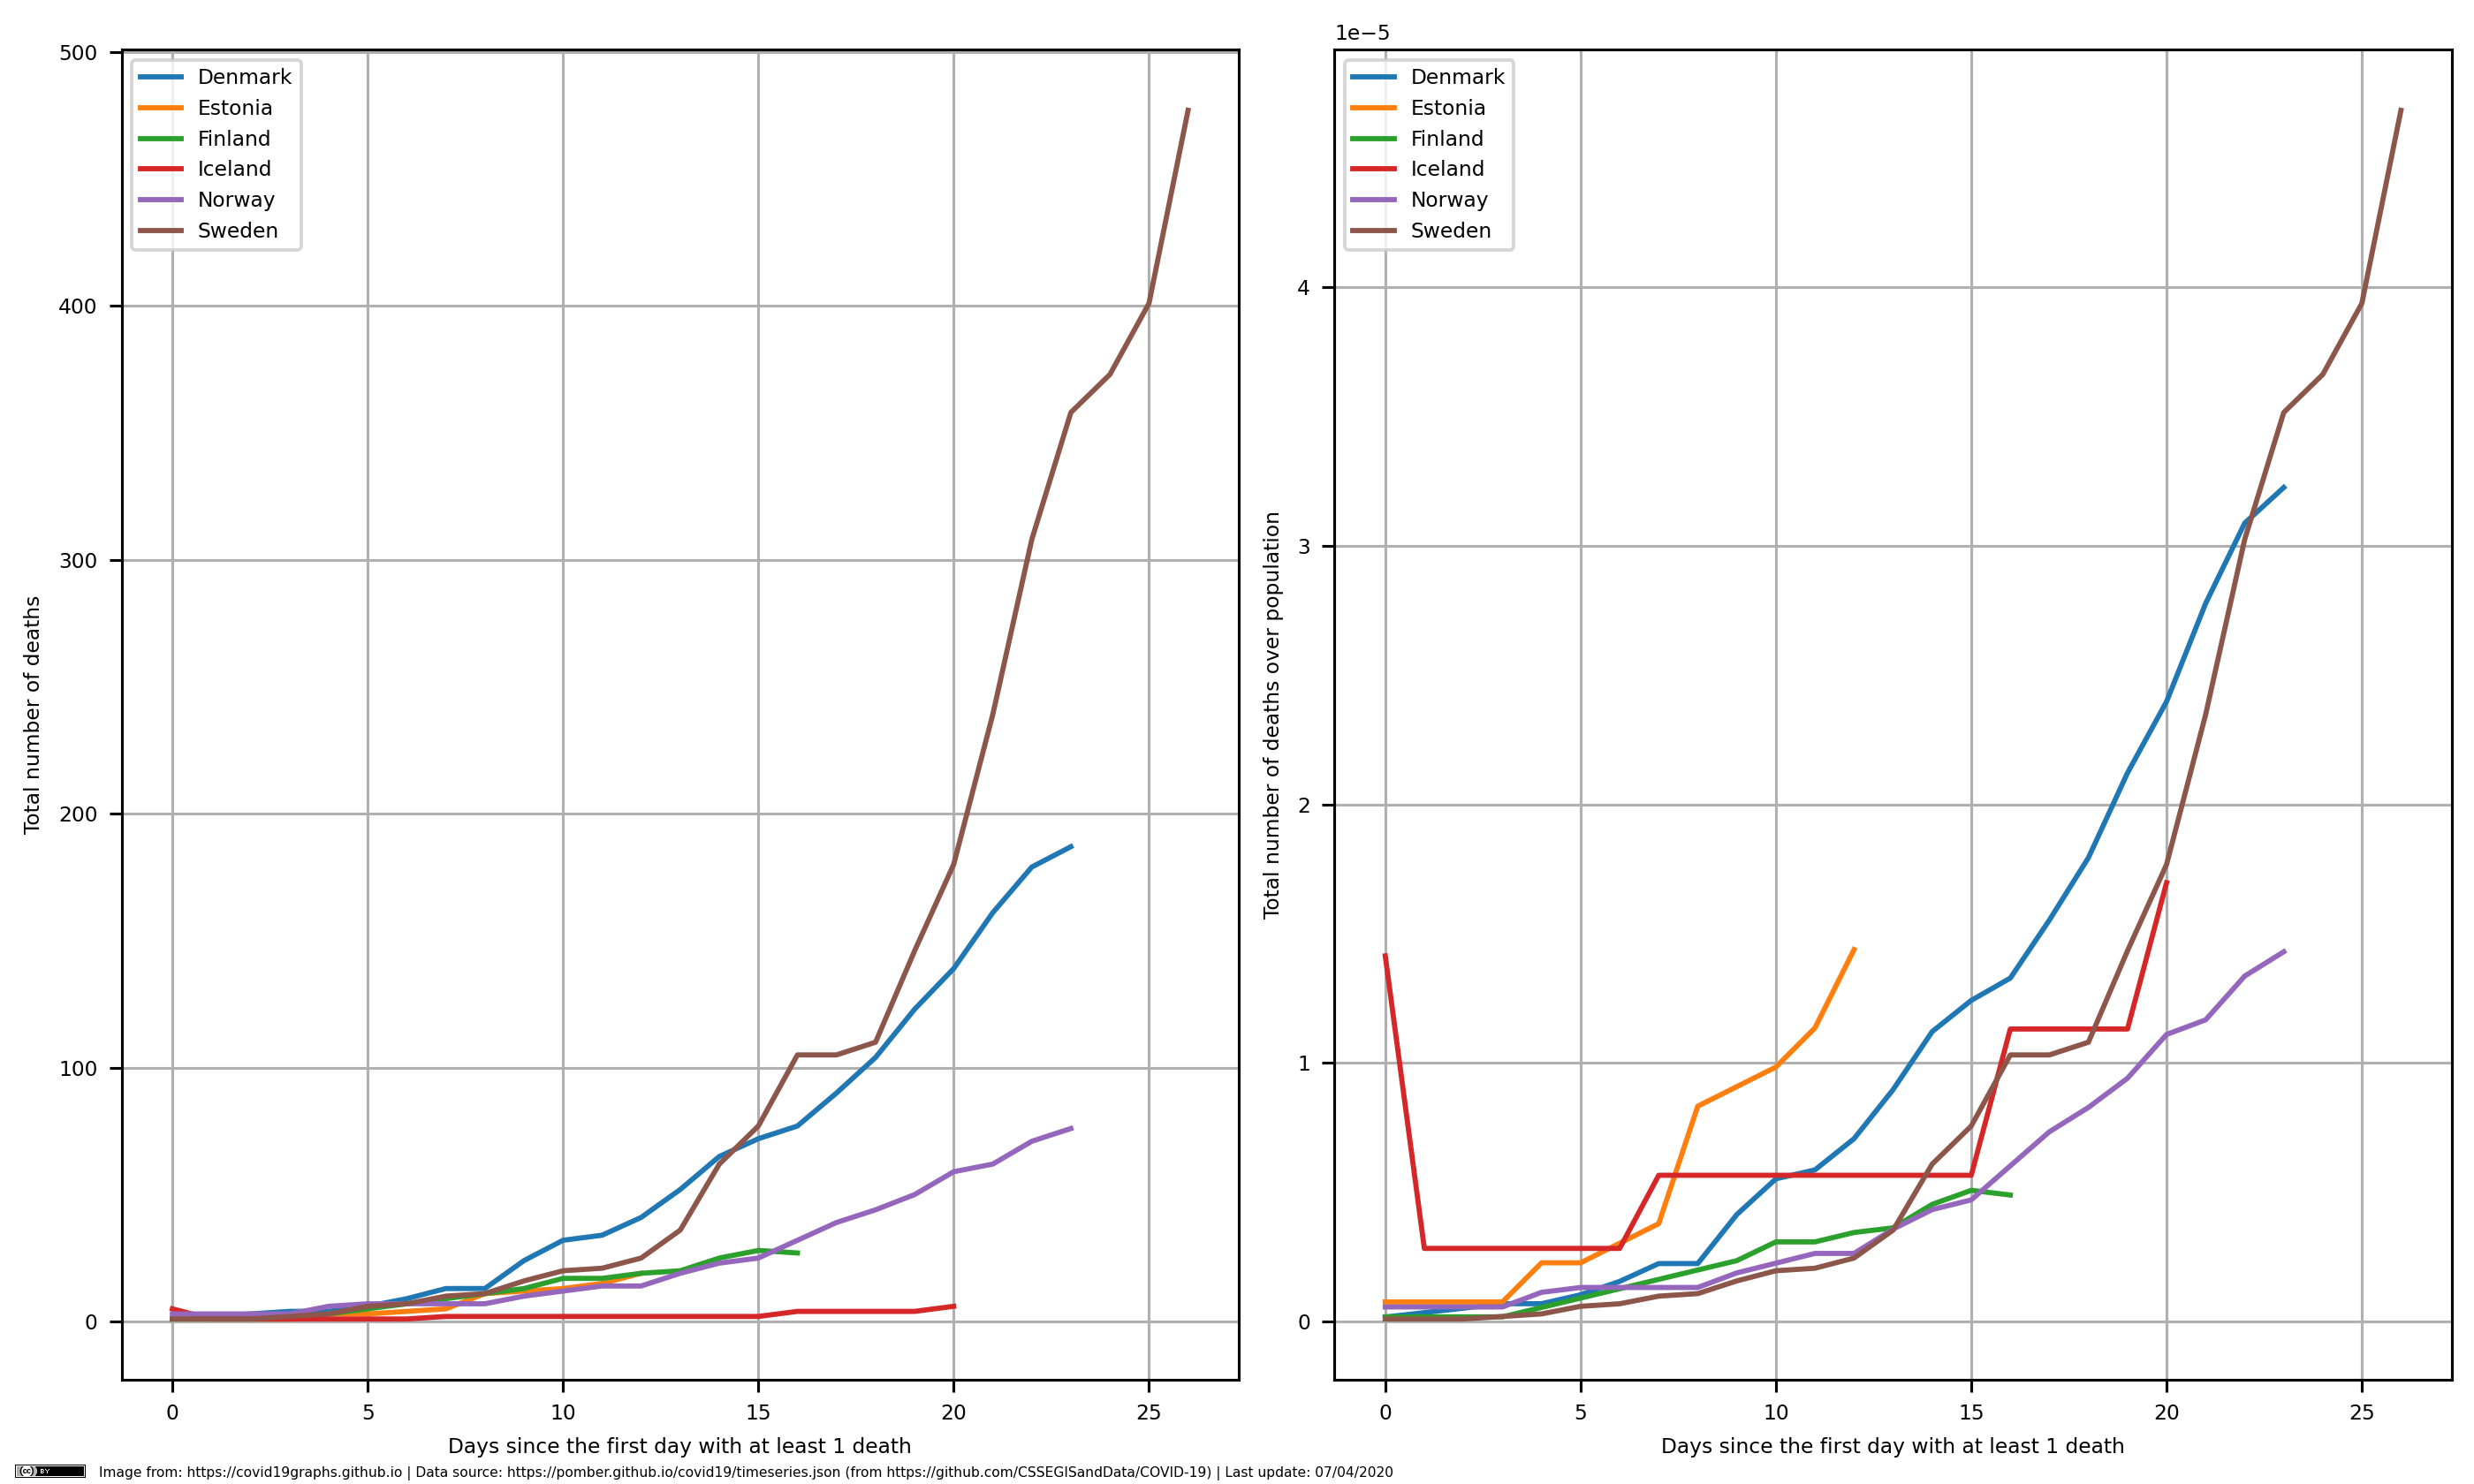 500
400
300
200
100
0
Total number of deaths
Denmark
Estonia
Finland
Iceland
Norway
Sweden
0 5 10 15 20 25
Days since the first day with at least 1 death
1e−5
4
3
2
1
0
Total number of deaths over population
Denmark
Estonia
Finland
Iceland
Norway
Sweden
0 5 10 15 20 25
Days since the first day with at least 1 death
(cc) BY
Image from: https://covid19graphs.github.io | Data source: https://pomber.github.io/covid19/timeseries.json (from https://github.com/CSSEGISandData/COVID-19) | Last update: 07/04/2020